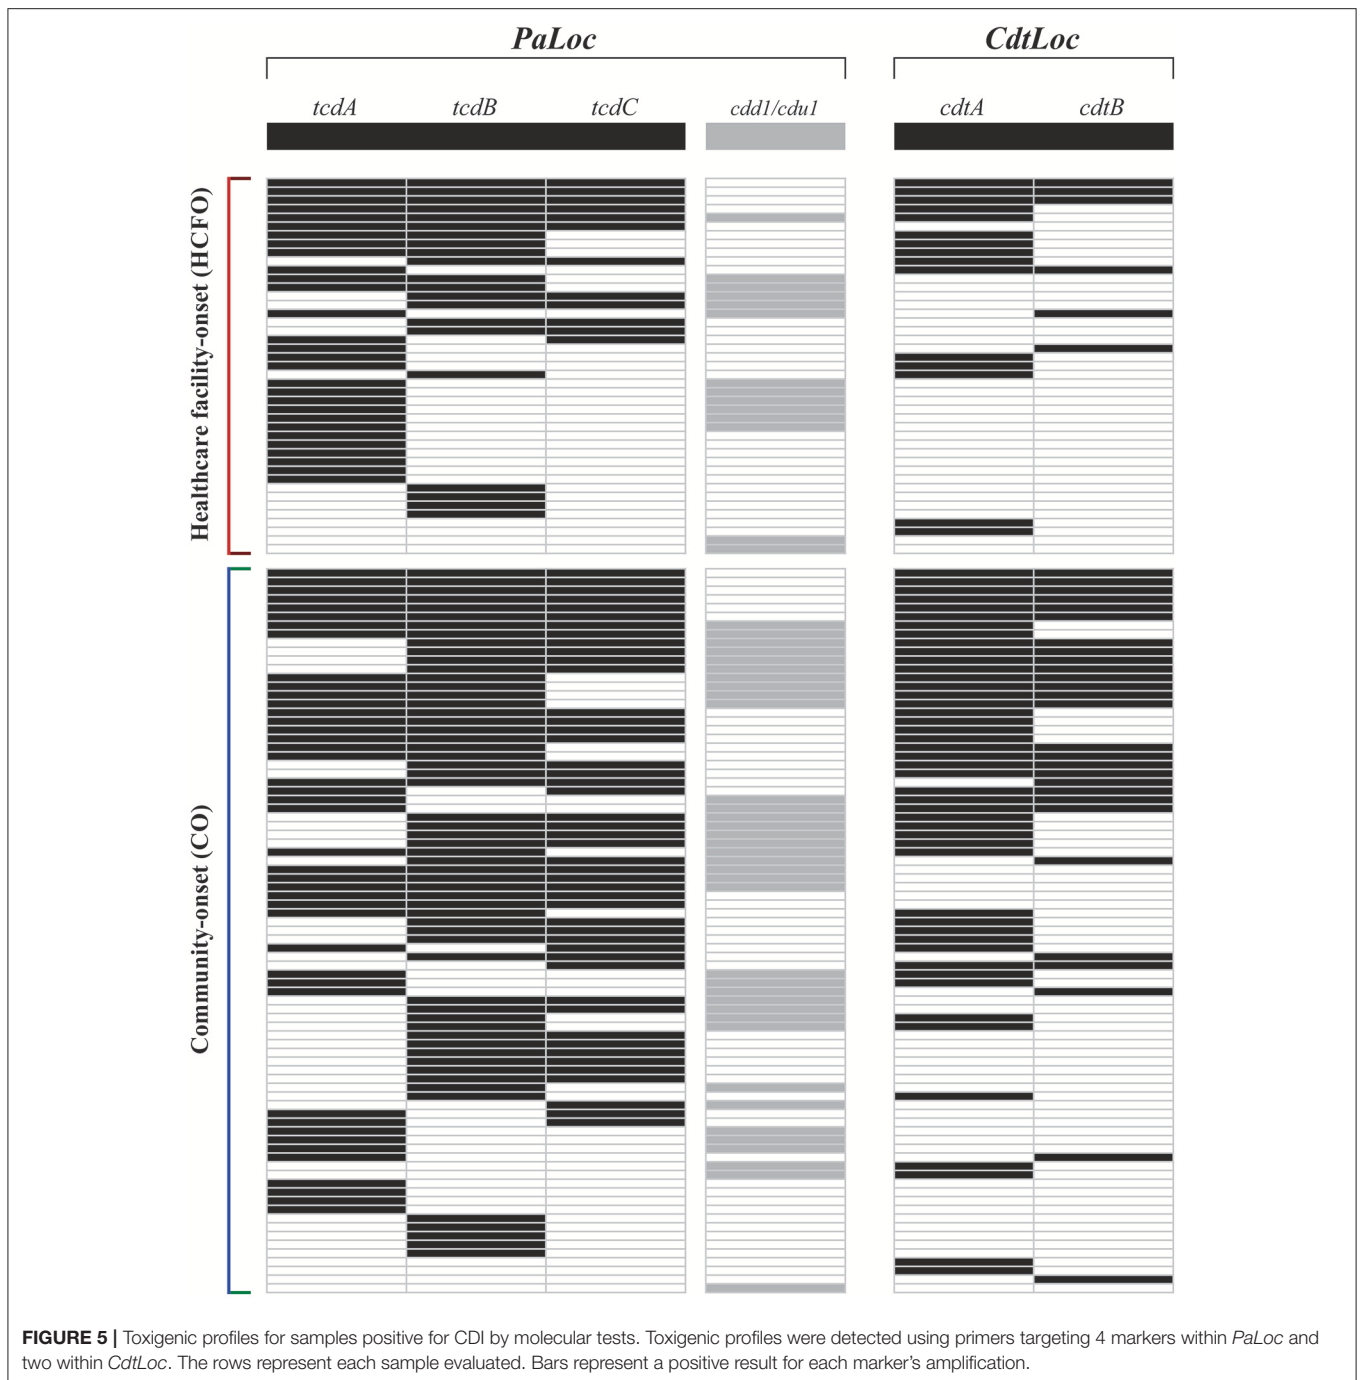 PaLoc CdtLoc
tcdA tcdB tcdC cdd1/cdu1 cdtA cdtB
Healthcare facility-onset (HCFO)
Community-onset (CO)
FIGURE 5 | Toxigenic profiles for samples positive for CDI by molecular tests. Toxigenic profiles were detected using primers targeting 4 markers within PaLoc and
two within CdtLoc. The rows represent each sample evaluated. Bars represent a positive result for each marker's amplification.